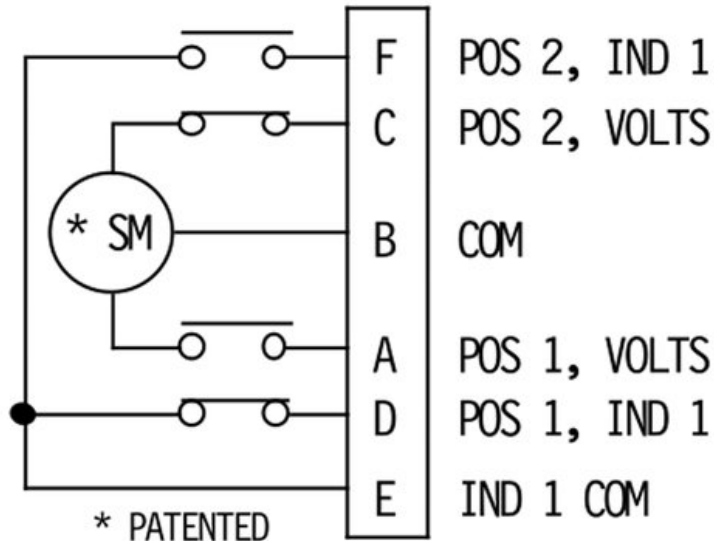 F POS 2, IND 1
C POS 2, VOLTS
* SM
B COM
A POS 1, VOLTS
D POS 1, IND 1
E IND 1 COM
* PATENTED